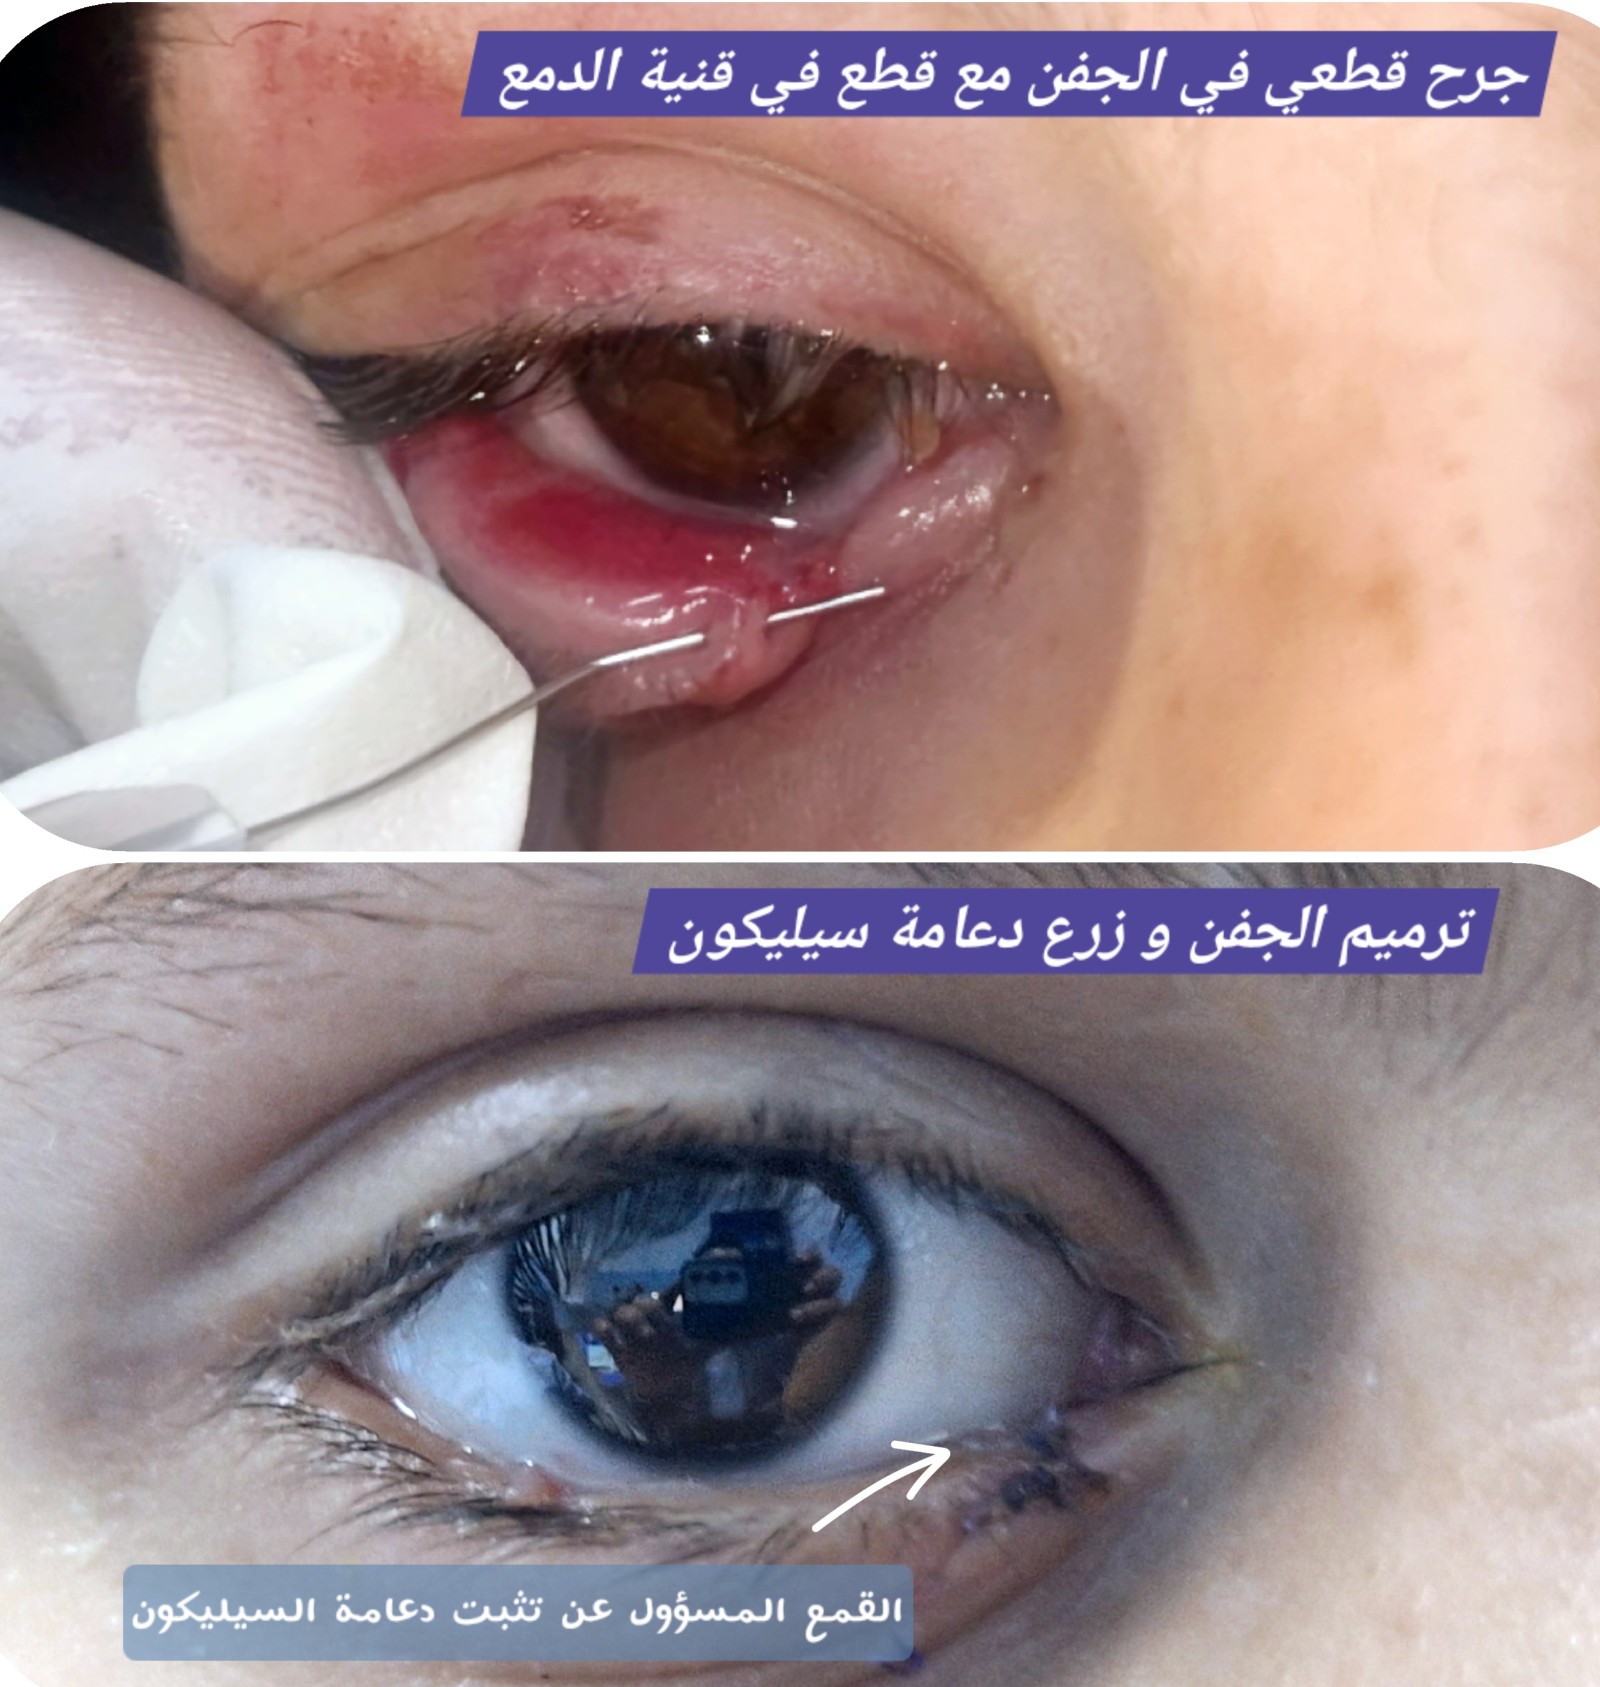 جرح قطعي في الجفن مع قطع في قنية الدمع
ترميم الجفن و زرع دعامة سيليكون
القمع المسؤول عن تثبت دعامة السيليكون